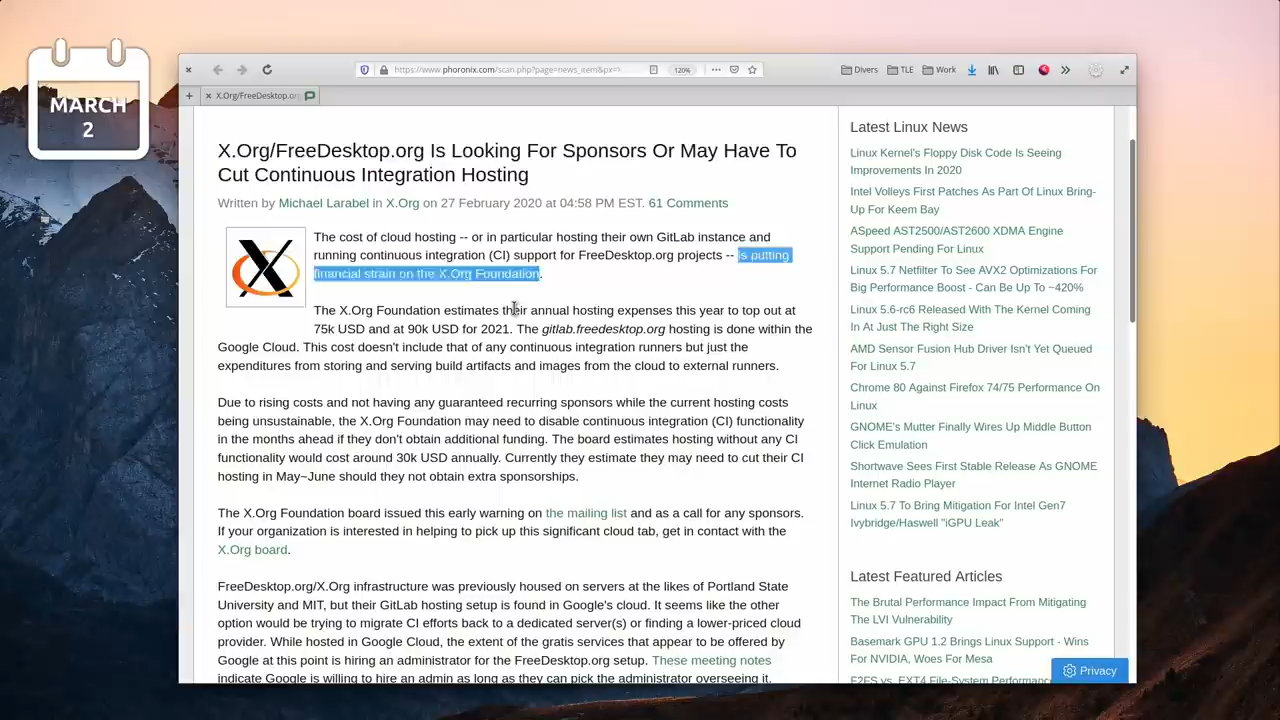 MARCH
2
https://www.phoronix.com/scan.php?page=news_item&px=
120%
Divers
TLE
Work
X.Org/FreeDesktop.or
X.Org/FreeDesktop.org Is Looking For Sponsors Or May Have To
Cut Continuous Integration Hosting
Written by Michael Larabel in X.Org on 27 February 2020 at 04:58 PM EST. 61 Comments
The cost of cloud hosting -- or in particular hosting their own GitLab instance and
running continuous integration (CI) support for FreeDesktop.org projects -- is putting
financial strain on the X.Org Foundation.
The X.Org Foundation estimates their annual hosting expenses this year to top out at
75k USD and at 90k USD for 2021. The gitlab.freedesktop.org hosting is done within the
Google Cloud. This cost doesn't include that of any continuous integration runners but just the
expenditures from storing and serving build artifacts and images from the cloud to external runners.
Due to rising costs and not having any guaranteed recurring sponsors while the current hosting costs
being unsustainable, the X.Org Foundation may need to disable continuous integration (CI) functionality
in the months ahead if they don't obtain additional funding. The board estimates hosting without any CI
functionality would cost around 30k USD annually. Currently they estimate they may need to cut their CI
hosting in May~June should they not obtain extra sponsorships.
The X.Org Foundation board issued this early warning on the mailing list and as a call for any sponsors.
If your organization is interested in helping to pick up this significant cloud tab, get in contact with the
X.Org board.
FreeDesktop.org/X.Org infrastructure was previously housed on servers at the likes of Portland State
University and MIT, but their GitLab hosting setup is found in Google's cloud. It seems like the other
option would be trying to migrate CI efforts back to a dedicated server(s) or finding a lower-priced cloud
provider. While hosted in Google Cloud, the extent of the gratis services that appear to be offered by
Google at this point is hiring an administrator for the FreeDesktop.org setup. These meeting notes
indicate Google is willing to hire an admin as long as they can pick the administrator overseeing it.
Latest Linux News
Linux Kernel's Floppy Disk Code Is Seeing
Improvements In 2020
Intel Volleys First Patches As Part Of Linux Bring-
Up For Keem Bay
ASpeed AST2500/AST2600 XDMA Engine
Support Pending For Linux
Linux 5.7 Netfilter To See AVX2 Optimizations For
Big Performance Boost - Can Be Up To ~420%
Linux 5.6-rc6 Released With The Kernel Coming
In At Just The Right Size
AMD Sensor Fusion Hub Driver Isn't Yet Queued
For Linux 5.7
Chrome 80 Against Firefox 74/75 Performance On
Linux
GNOME's Mutter Finally Wires Up Middle Button
Click Emulation
Shortwave Sees First Stable Release As GNOME
Internet Radio Player
Linux 5.7 To Bring Mitigation For Intel Gen7
Ivybridge/Haswell "iGPU Leak"
Latest Featured Articles
The Brutal Performance Impact From Mitigating
The LVI Vulnerability
Basemark GPU 1.2 Brings Linux Support - Wins
For NVIDIA, Woes For Mesa
F2FS vs. EXT4 File-System Performance
Privacy